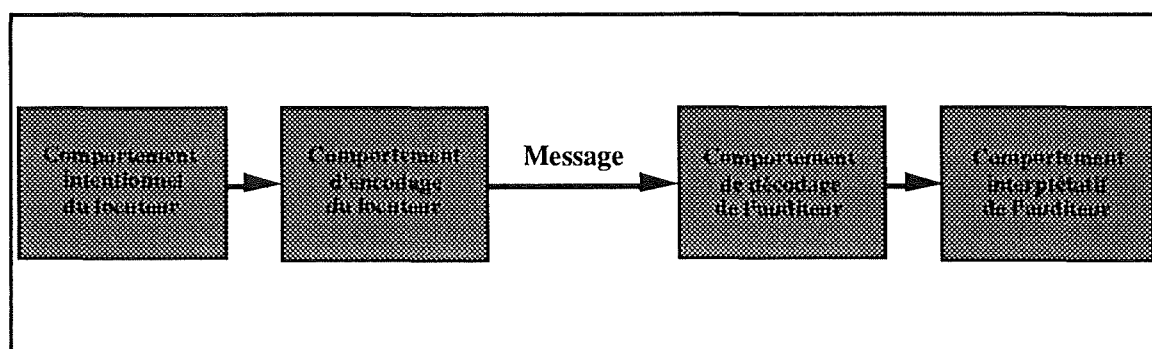 Comportement
intentionnel
du locuteur
Comportement
d'encodage
du locuteur
Message
Comportement
de décodage
de l'auditeur
Comportement
interprétatif
de l'auditeur